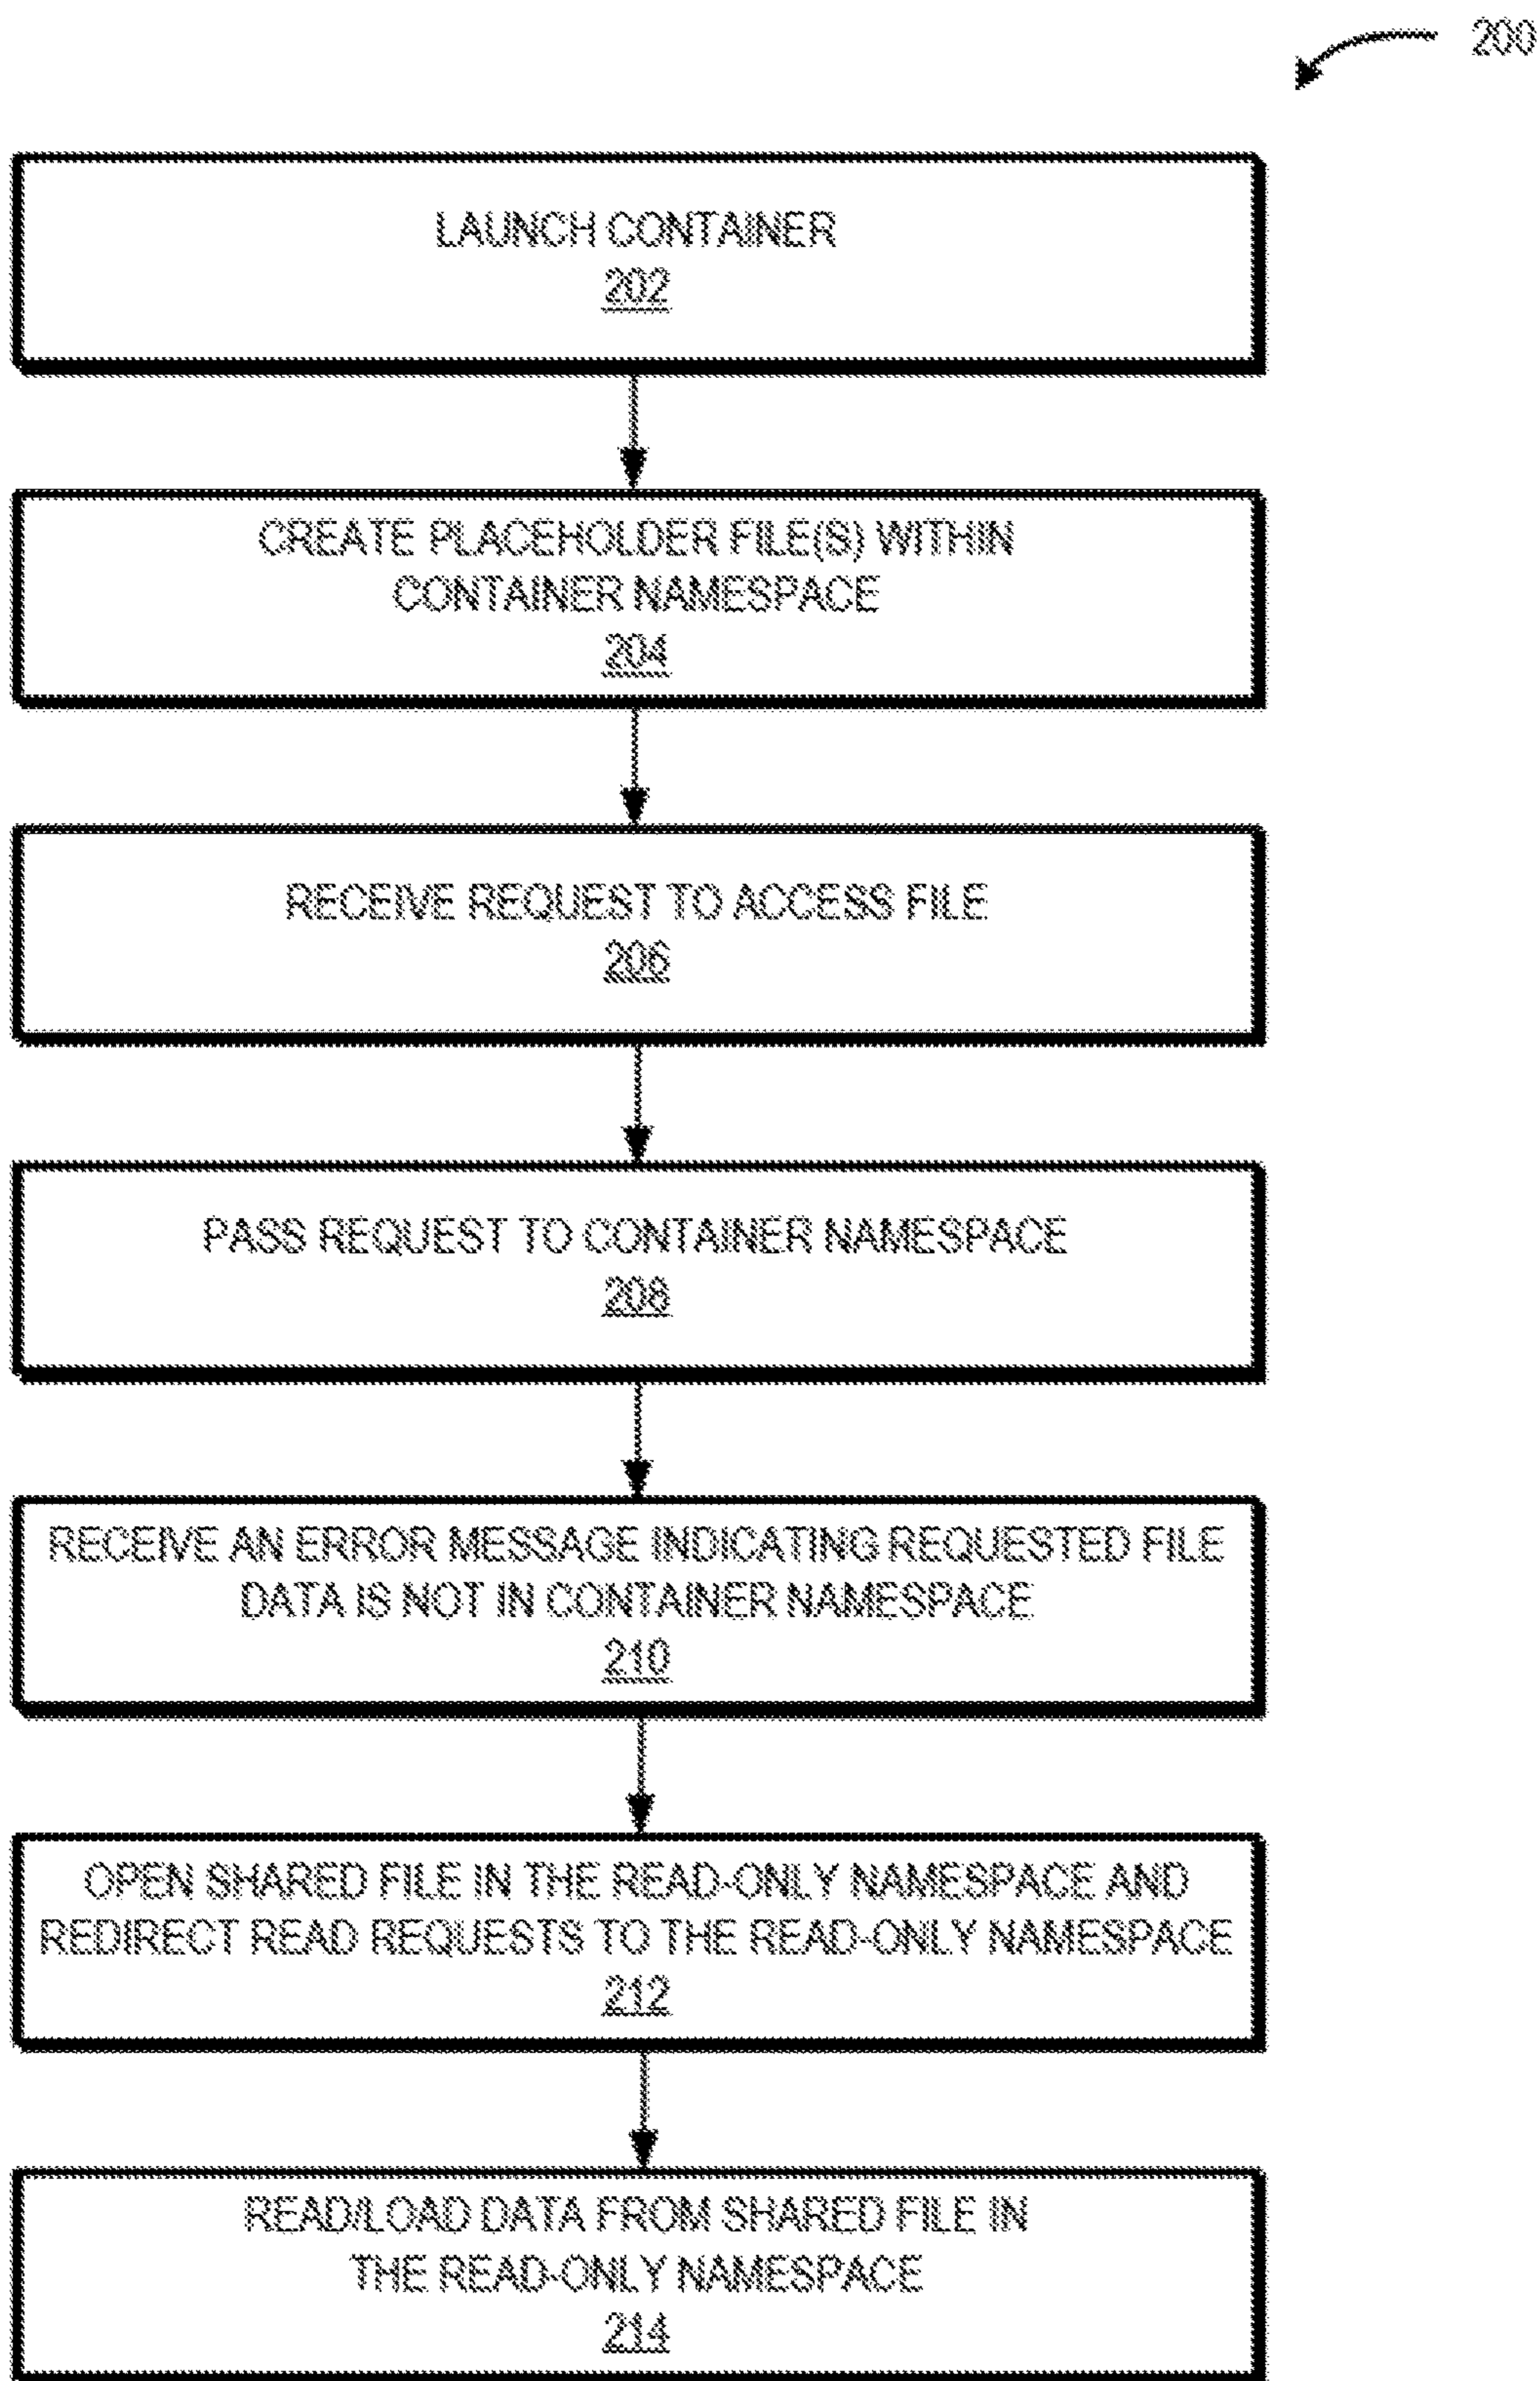 200
LAUNCH CONTAINER
202
CREATE PLACEHOLDER FILE(S) WITHIN
CONTAINER NAMESPACE
204
RECEIVE REQUEST TO ACCESS FILE
206
PASS REQUEST TO CONTAINER NAMESPACE
208
RECEIVE AN ERROR MESSAGE INDICATING REQUESTED FILE
DATA IS NOT IN CONTAINER NAMESPACE
210
OPEN SHARED FILE IN THE READ-ONLY NAMESPACE AND
REDIRECT READ REQUESTS TO THE READ-ONLY NAMESPACE
212
READ/LOAD DATA FROM SHARED FILE IN
THE READ-ONLY NAMESPACE
214